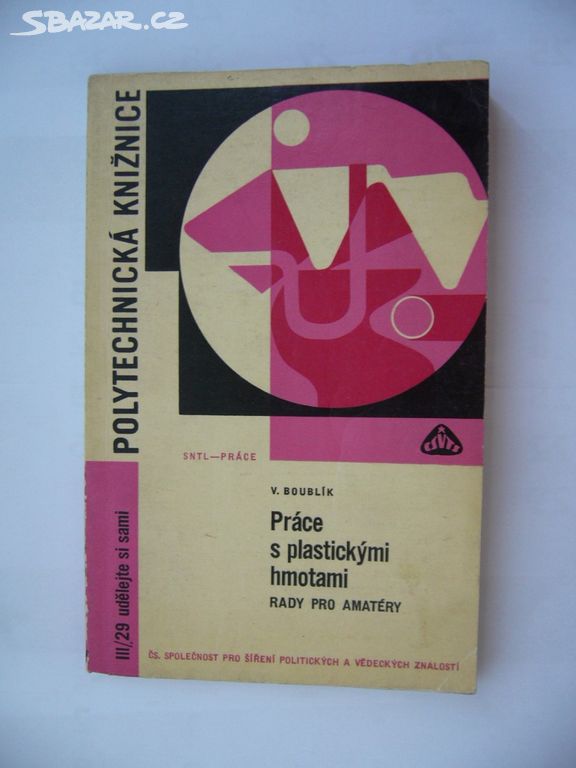 SBAZAR.CZ
POLYTECHNICKÁ KNIŽNICE
III/29 udělejte si sami
SNTL—PRÁCE
V. BOUBLÍK
Práce
s plastickými
hmotami
RADY PRO AMATÉRY
ČS. SPOLEČNOST PRO ŠÍŘENÍ POLITICKÝCH A VĚDECKÝCH ZNALOSTÍ